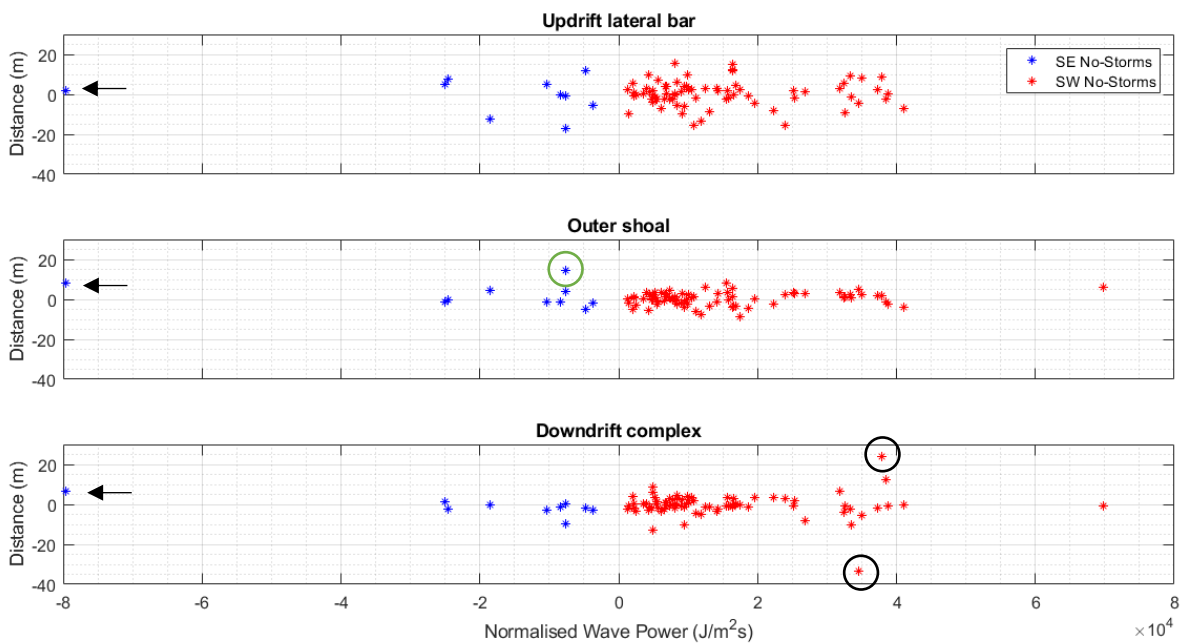 Updrift lateral bar
20
0
-20
-40
Distance (m)
SE No-Storms
SW No-Storms
Outer shoal
20
0
-20
-40
Distance (m)
Downdrift complex
20
0
-20
-40
Distance (m)
-8 -6 -4 -2 0 2 4 6 8
Normalised Wave Power (J/m²s)
×10⁴